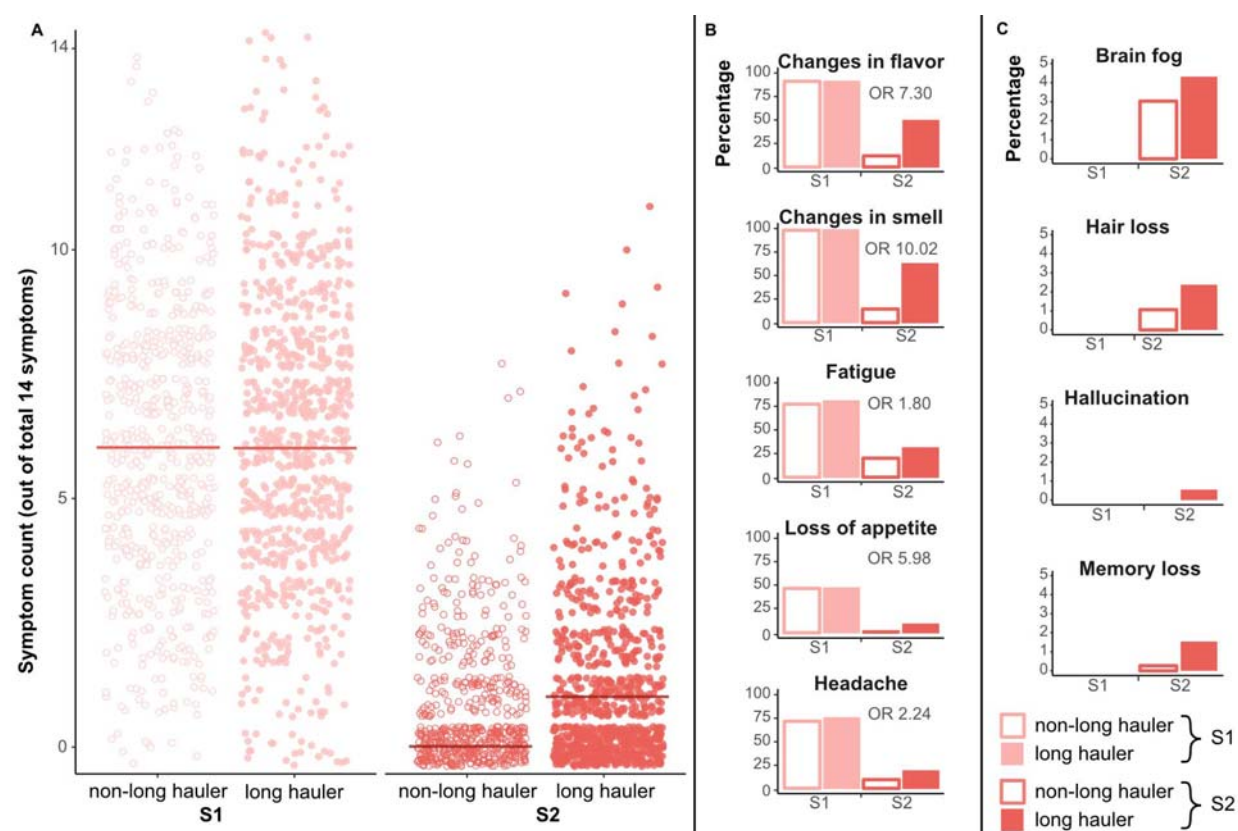 A
Symptom count (out of total 14 symptoms)
14
10
5
0
non-long hauler
long hauler
S1
non-long hauler
long hauler
S2
B
Percentage
Changes in flavor
OR 7.30
100
75
50
25
0
S1
S2
Changes in smell
OR 10.02
100
75
50
25
0
S1
S2
Fatigue
OR 1.80
100
75
50
25
0
S1
S2
Loss of appetite
OR 5.98
100
75
50
25
0
S1
S2
Headache
OR 2.24
100
75
50
25
0
S1
S2
C
Percentage
Brain fog
5
4
3
2
1
0
S1
S2
Hair loss
5
4
3
2
1
0
S1
S2
Hallucination
5
4
3
2
1
0
S1
S2
Memory loss
5
4
3
2
1
0
S1
S2
non-long hauler
long hauler
S1
non-long hauler
long hauler
S2